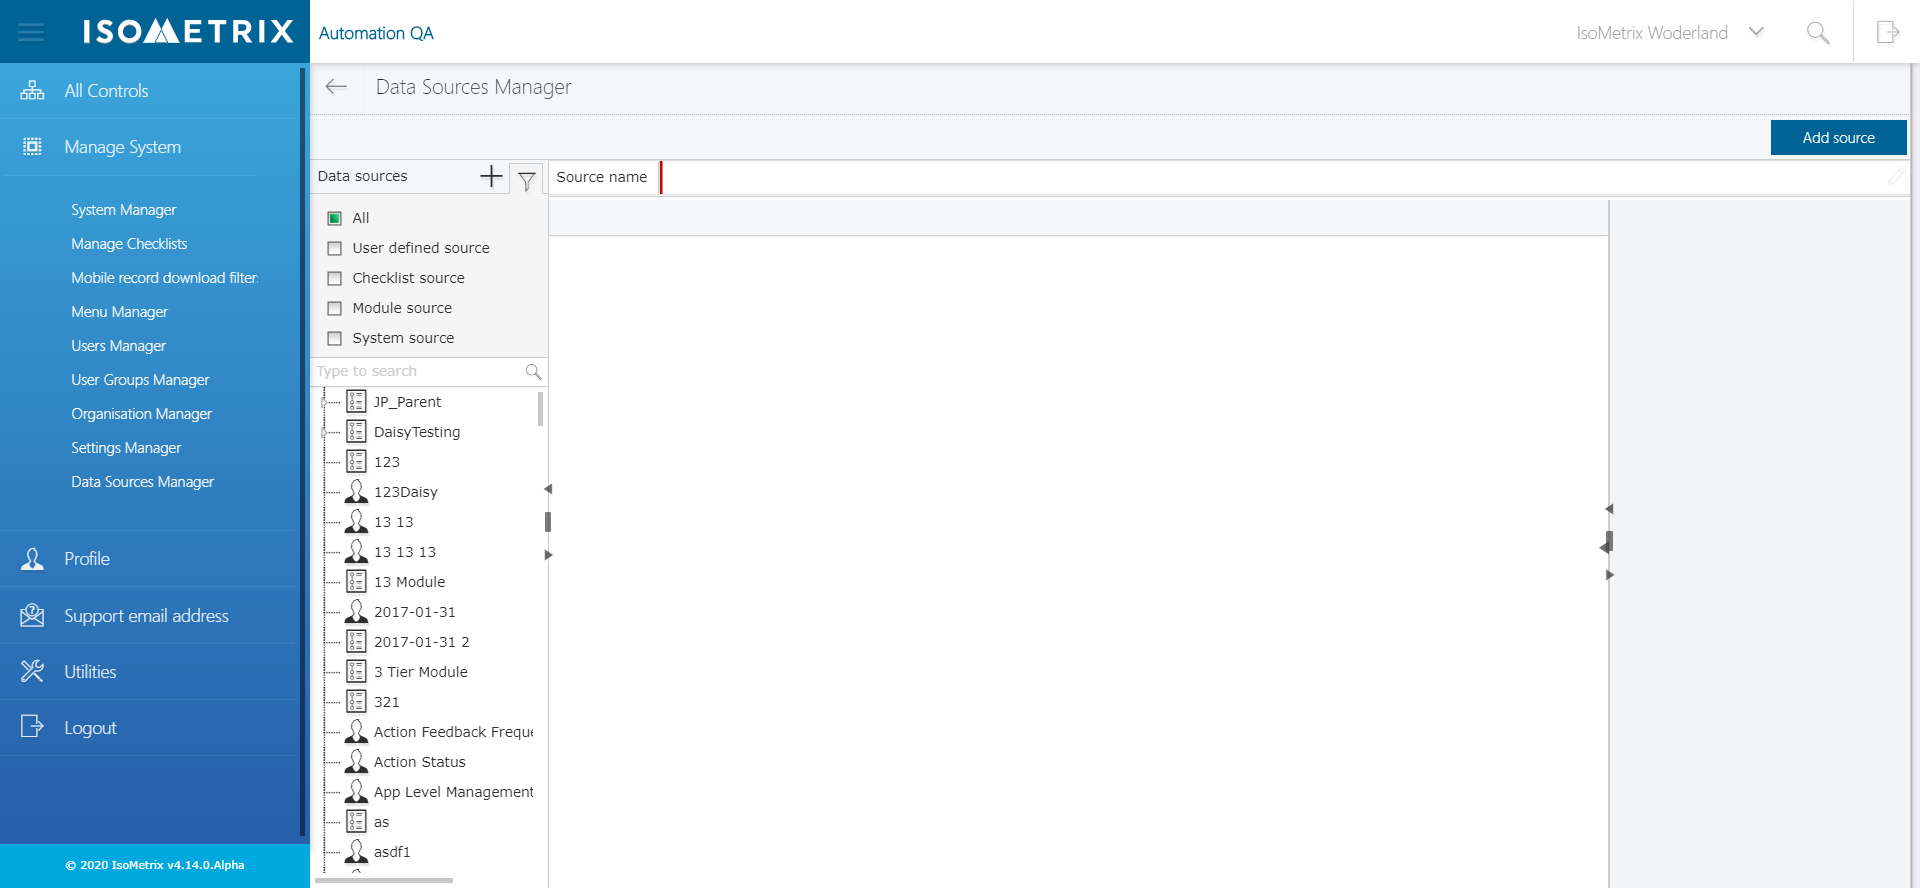 ISOMETRIX
Automation QA
IsoMetrix Woderland
All Controls
Manage System
System Manager
Manage Checklists
Mobile record download filter
Menu Manager
Users Manager
User Groups Manager
Organisation Manager
Settings Manager
Data Sources Manager
Profile
Support email address
Utilities
Logout
© 2020 IsoMetrix v4.14.0.Alpha
Data Sources Manager
Add source
Data sources
Source name
All
User defined source
Checklist source
Module source
System source
Type to search
JP_Parent
DaisyTesting
123
123Daisy
13 13
13 13 13
13 Module
2017-01-31
2017-01-31 2
3 Tier Module
321
Action Feedback Freque
Action Status
App Level Management
as
asdf1